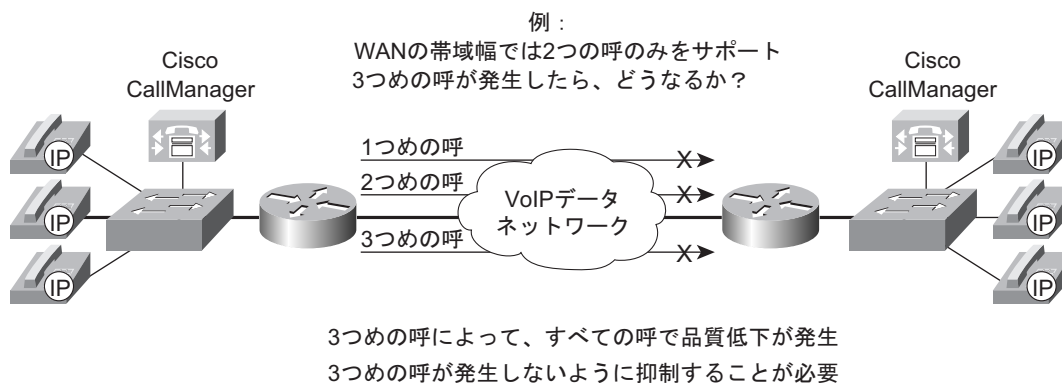 例：
WANの帯域幅では2つの呼のみをサポート
3つめの呼が発生したら、どうなるか？
Cisco
CallManager
Cisco
CallManager
IP
IP
IP
1つめの呼
2つめの呼
3つめの呼
X
X
X
VoIPデータ
ネットワーク
IP
IP
IP
3つめの呼によって、すべての呼で品質低下が発生
3つめの呼が発生しないように抑制することが必要